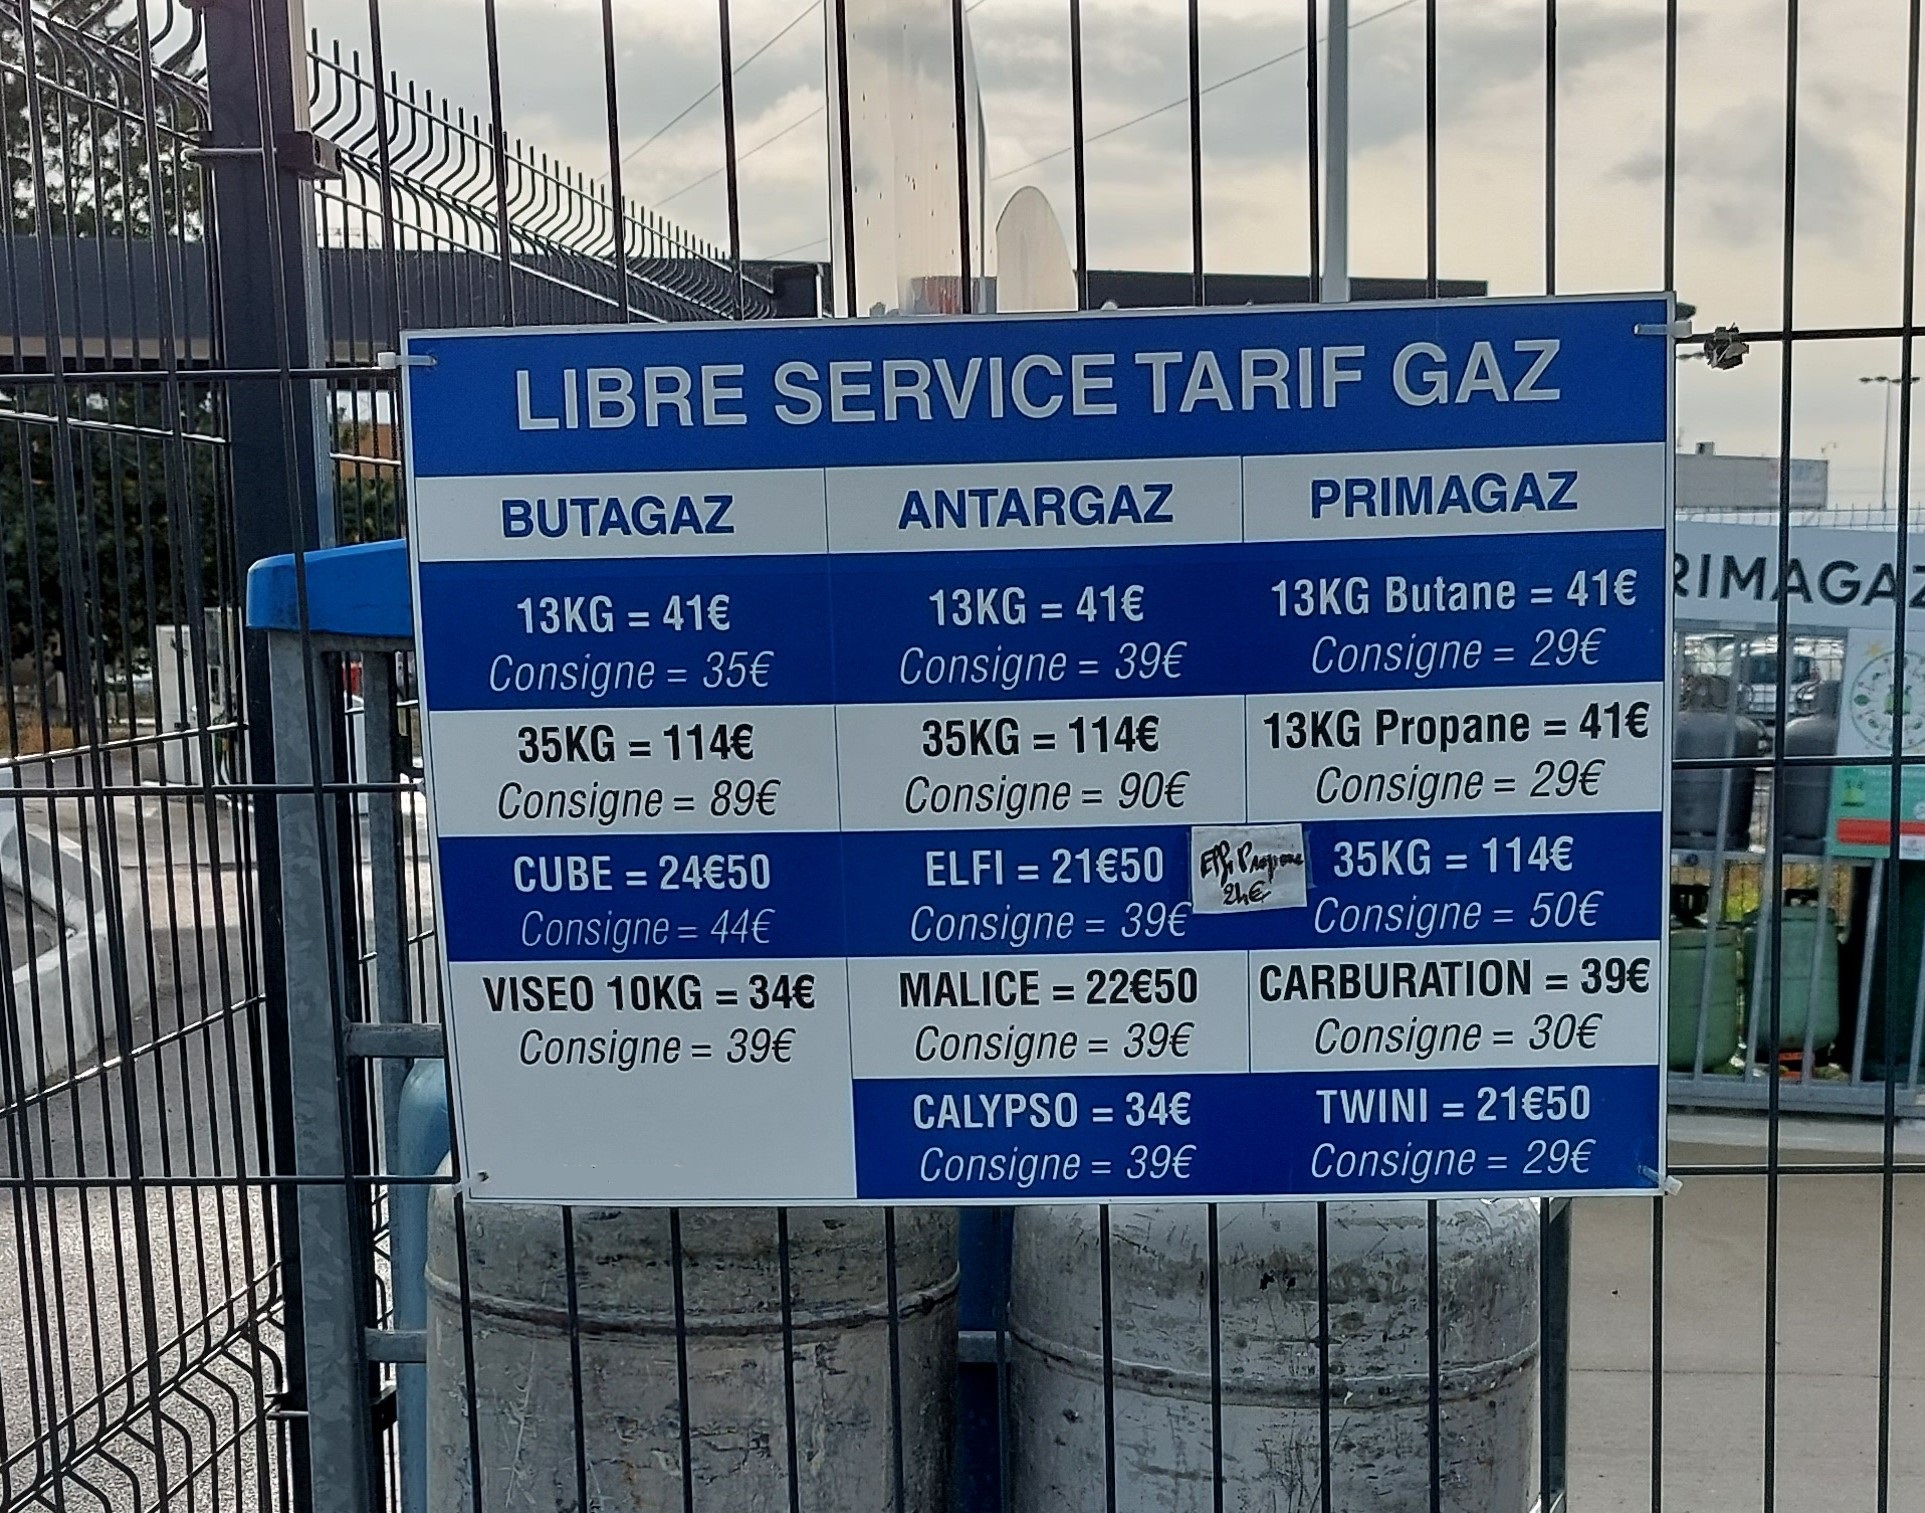 LIBRE SERVICE TARIF GAZ
BUTAGAZ
13KG = 41€
Consigne = 35€
35KG = 114€
Consigne = 89€
CUBE = 24€50
Consigne = 44€
VISEO 10KG = 34€
Consigne = 39€
ANTARGAZ
13KG = 41€
Consigne = 39€
35KG = 114€
Consigne = 90€
ELFI = 21€50
Consigne = 39€
MALICE = 22€50
Consigne = 39€
CALYPSO = 34€
Consigne = 39€
Propane
24€
PRIMAGAZ
13KG Butane = 41€
Consigne = 29€
13KG Propane = 41€
Consigne = 29€
35KG = 114€
Consigne = 50€
CARBURATION = 39€
Consigne = 30€
TWINI = 21€50
Consigne = 29€
RIMAGAZ